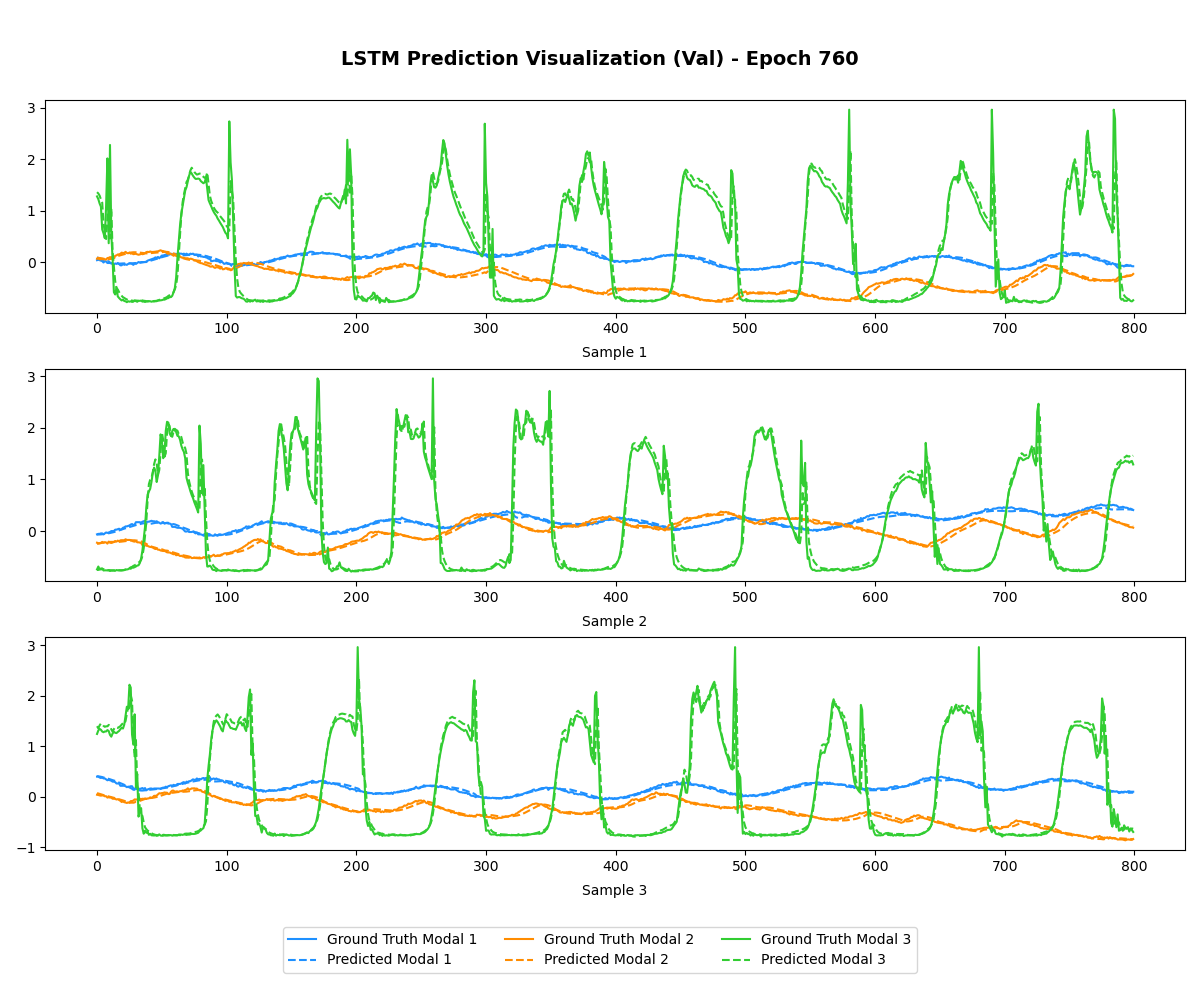 LSTM Prediction Visualization (Val) - Epoch 760
3
2
1
0
0 100 200 300 400 500 600 700 800
Sample 1
3
2
1
0
0 100 200 300 400 500 600 700 800
Sample 2
3
2
1
0
−1
0 100 200 300 400 500 600 700 800
Sample 3
Ground Truth Modal 1 Ground Truth Modal 2 Ground Truth Modal 3
Predicted Modal 1 Predicted Modal 2 Predicted Modal 3